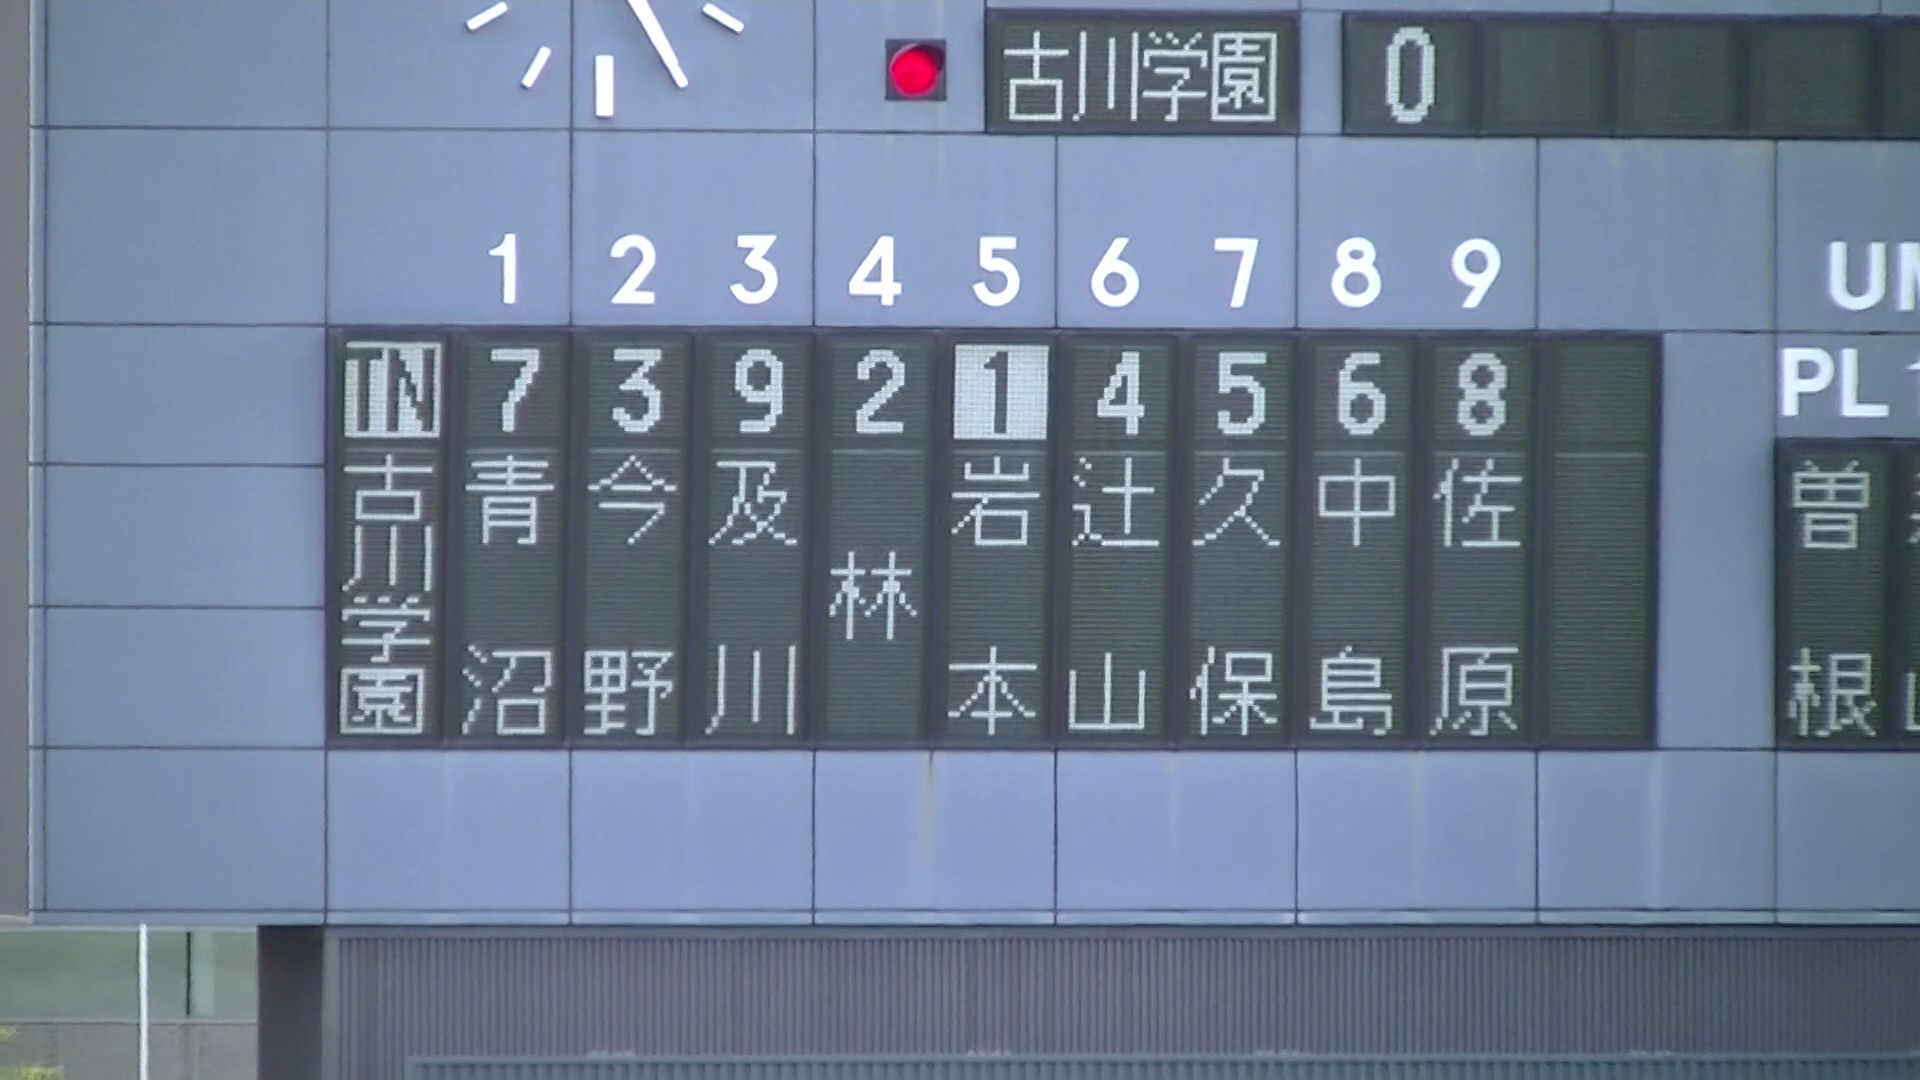 古川学園 0
1 2 3 4 5 6 7 8 9
UM
PL
IN 7 3 9 2 1 4 5 6 8
古川学園
青沼
今野
及川
林
岩本
辻山
久保
中島
佐原
曽根